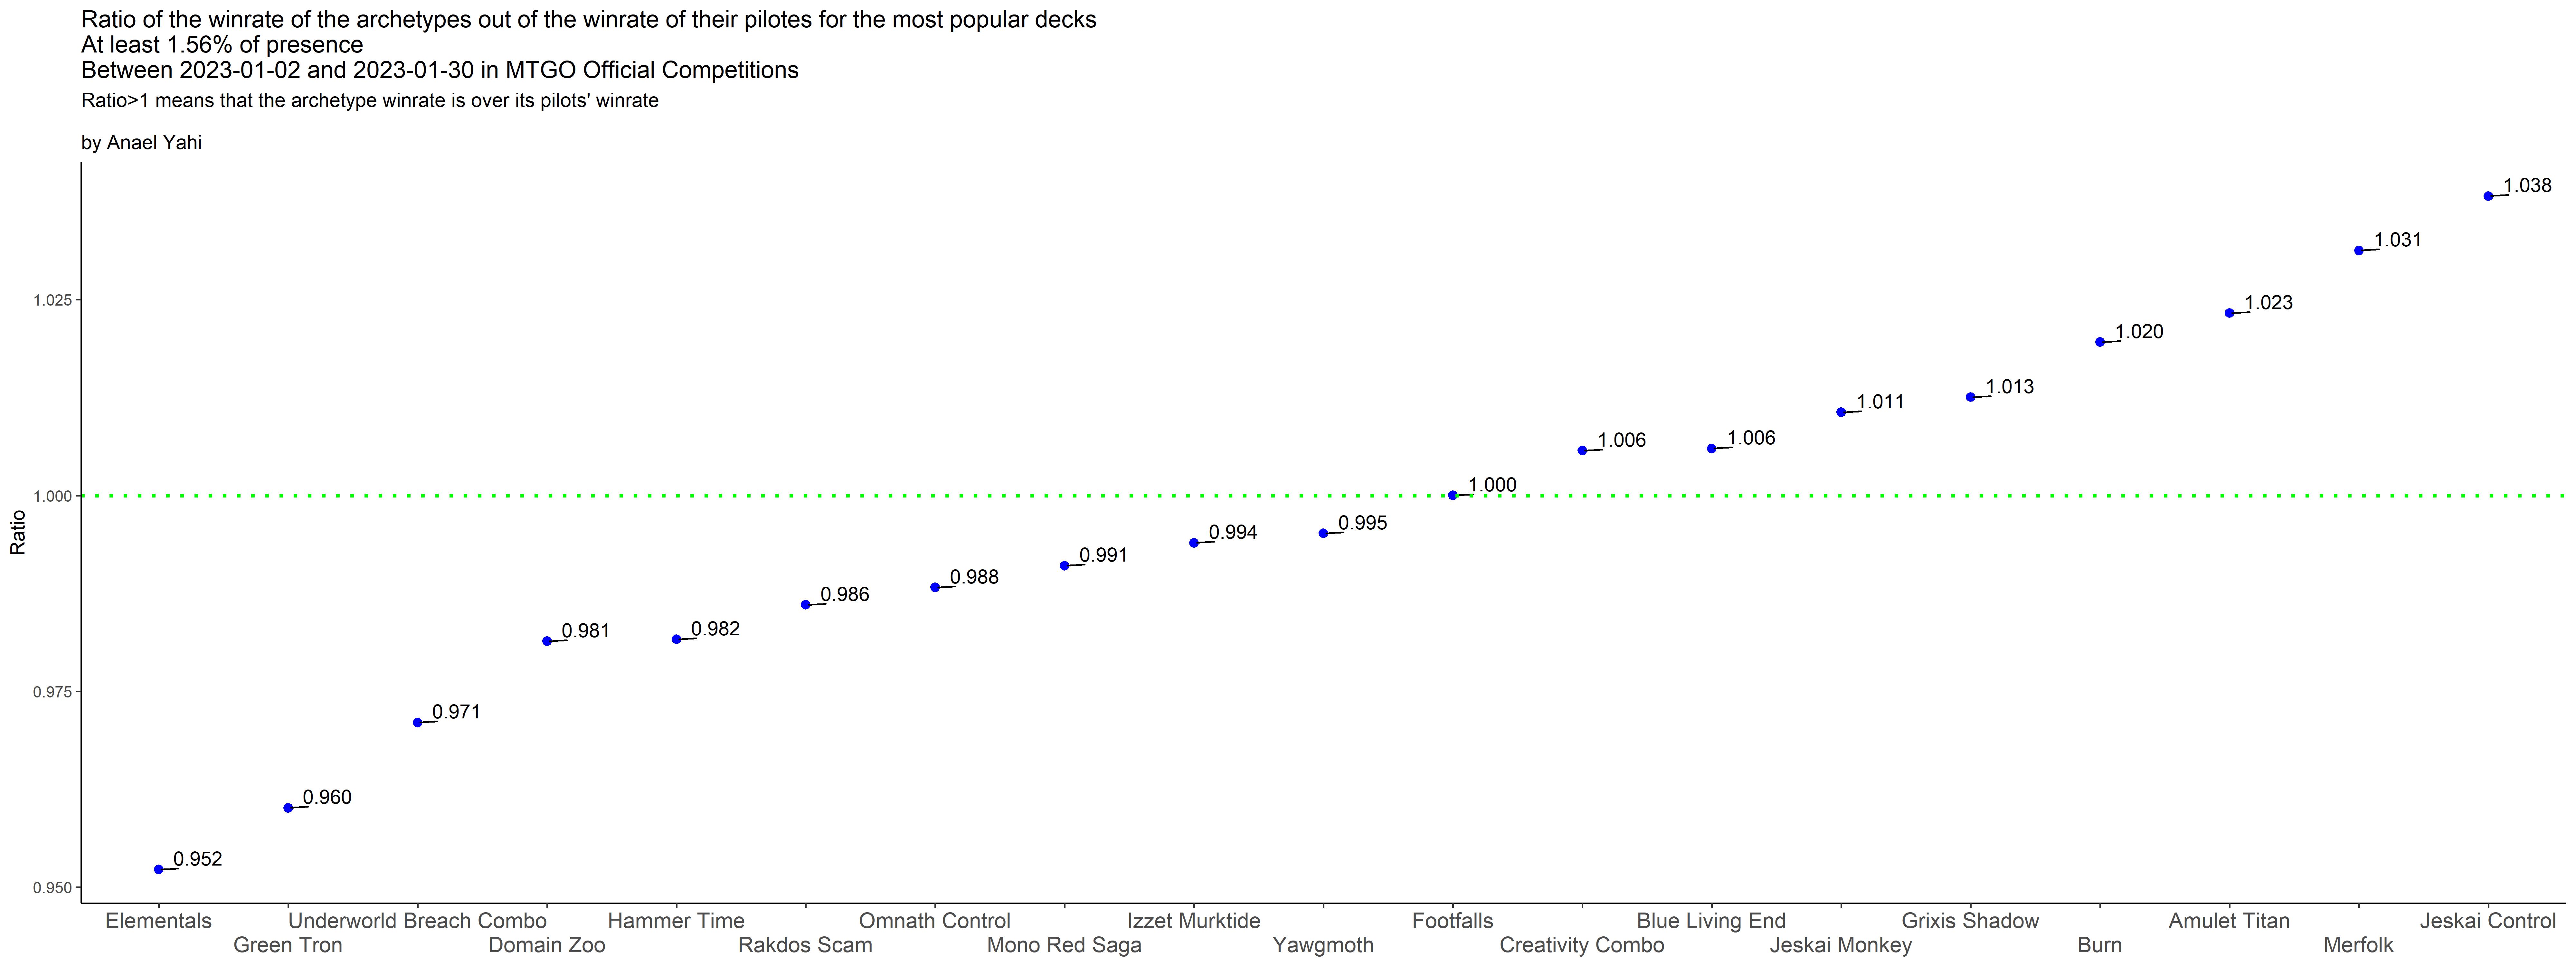 Ratio of the winrate of the archetypes out of the winrate of their pilotes for the most popular decks
At least 1.56% of presence
Between 2023-01-02 and 2023-01-30 in MTGO Official Competitions
Ratio>1 means that the archetype winrate is over its pilots' winrate
by Anael Yahi
Ratio
1.025
1.000
0.975
0.950
0.952
0.960
0.971
0.981
0.982
0.986
0.988
0.991
0.994
0.995
1.000
1.006
1.006
1.011
1.013
1.020
1.023
1.031
1.038
Elementals
Green Tron
Underworld Breach Combo
Domain Zoo
Hammer Time
Rakdos Scam
Omnath Control
Mono Red Saga
Izzet Murktide
Yawgmoth
Footfalls
Creativity Combo
Blue Living End
Jeskai Monkey
Grixis Shadow
Burn
Amulet Titan
Merfolk
Jeskai Control